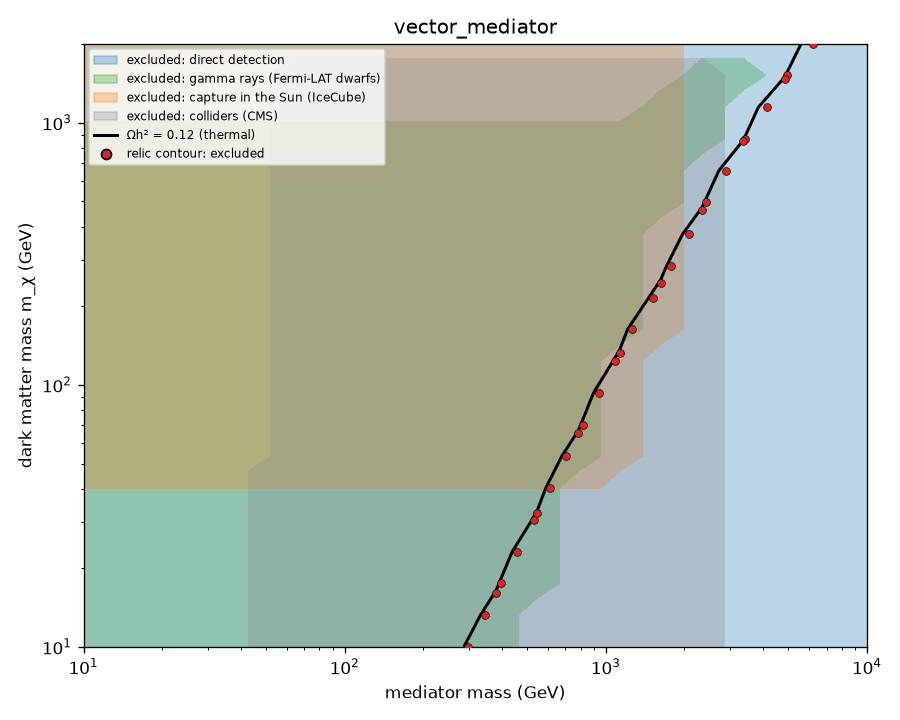 vector_mediator
excluded: direct detection
excluded: gamma rays (Fermi-LAT dwarfs)
excluded: capture in the Sun (IceCube)
excluded: colliders (CMS)
Ωh² = 0.12 (thermal)
relic contour: excluded
10³
10²
10¹
dark matter mass m_χ (GeV)
10¹ 10² 10³ 10⁴
mediator mass (GeV)